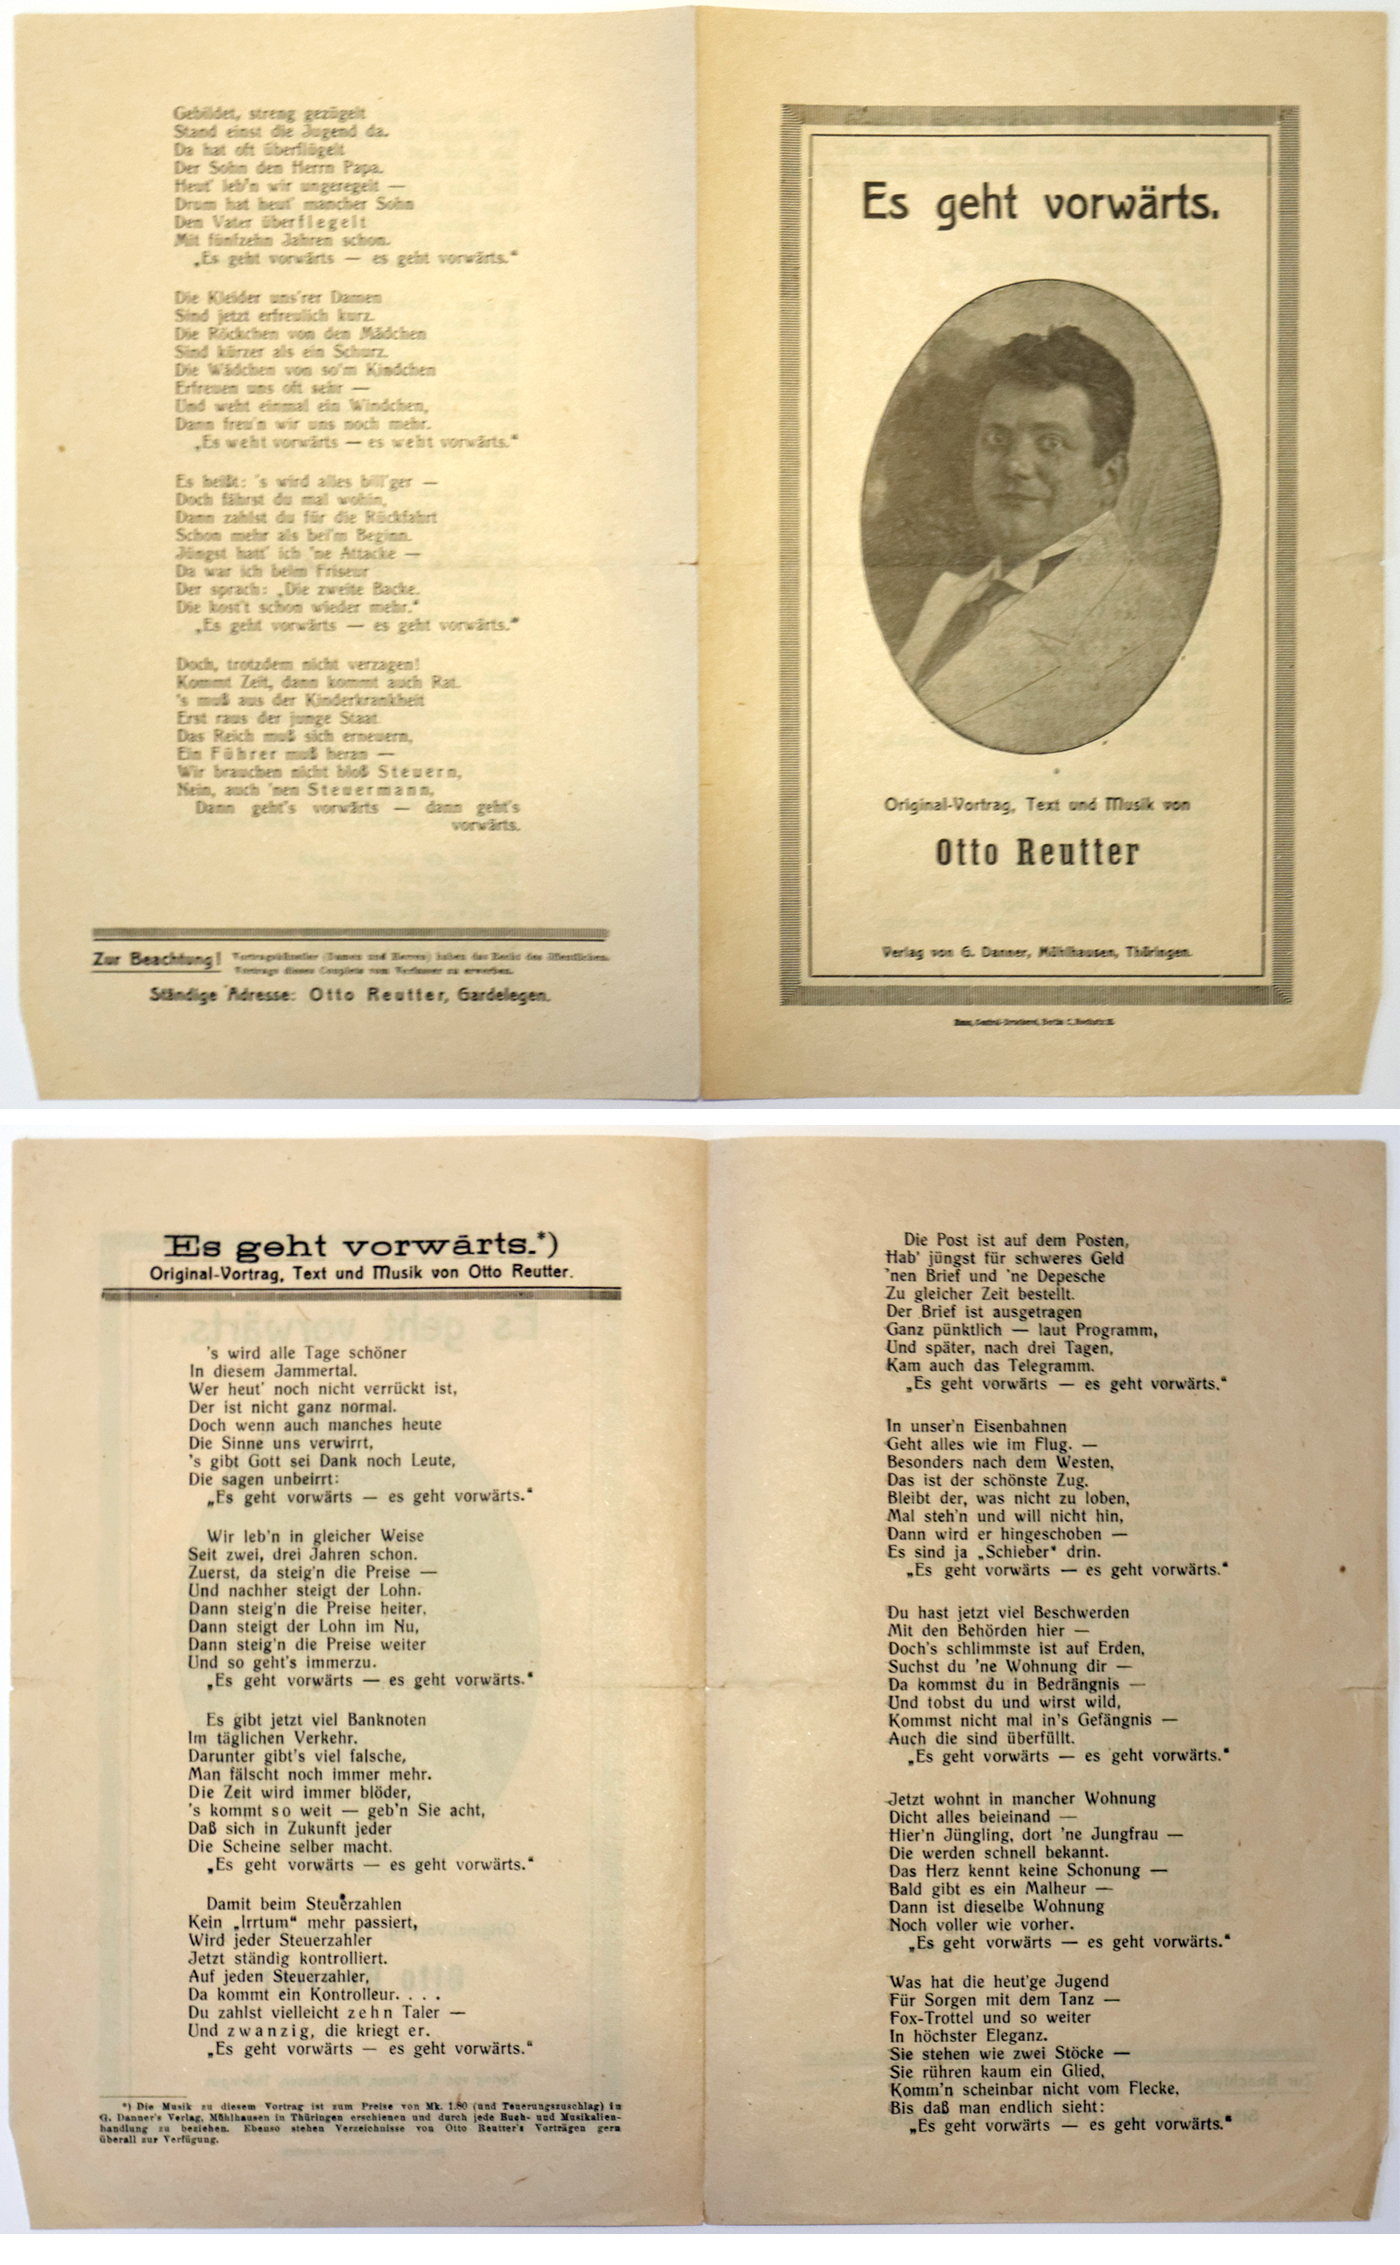 Gebildet, streng gezügelt
Stand einst die Jugend da.
Da hat oft überflügelt
Der Sohn den Herrn Papa.
Heut' leb'n wir ungeregelt —
Drum hat heut' mancher Sohn
Den Vater überflegelt
Mit fünfzehn Jahren schon.
„Es geht vorwärts — es geht vorwärts.“
Die Kleider uns'rer Damen
Sind jetzt erfreulich kurz.
Die Röckchen von den Mädchen
Sind kürzer als ein Schurz.
Die Wädchen von so'm Kindchen
Erfreuen uns oft sehr —
Und weht einmal ein Windchen,
Dann freu'n wir uns noch mehr.
„Es weht vorwärts — es weht vorwärts.“
Es heißt: 's wird alles bill'ger —
Doch fährst du mal wohin,
Dann zahlst du für die Rückfahrt
Schon mehr als bei'm Beginn.
Jüngst hatt' ich 'ne Attacke —
Da war ich beim Friseur
Der sprach: „Die zweite Backe.
Die kost't schon wieder mehr.“
„Es geht vorwärts — es geht vorwärts.“
Doch, trotzdem nicht verzagen!
Kommt Zeit, dann kommt auch Rat.
's muß aus der Kinderkrankheit
Erst raus der junge Staat.
Das Reich muß sich erneuern,
Ein Führer muß heran —
Wir brauchen nicht bloß Steuern,
Nein, auch 'nen Steuermann,
Dann geht's vorwärts — dann geht's
vorwärts.
Zur Beachtung! Vortragskünstler (Damen und Herren) haben das Recht des öffentlichen
Vortrags dieses Couplets vom Verfasser zu erwerben.
Ständige Adresse: Otto Reutter, Gardelegen.
Es geht vorwärts.
Original-Vortrag, Text und Musik von
Otto Reutter
Verlag von G. Danner, Mühlhausen, Thüringen.
Es geht vorwärts.*)
Original-Vortrag, Text und Musik von Otto Reutter.
's wird alle Tage schöner
In diesem Jammertal.
Wer heut' noch nicht verrückt ist,
Der ist nicht ganz normal.
Doch wenn auch manches heute
Die Sinne uns verwirrt,
's gibt Gott sei Dank noch Leute,
Die sagen unbeirrt:
„Es geht vorwärts — es geht vorwärts.“
Wir leb'n in gleicher Weise
Seit zwei, drei Jahren schon.
Zuerst, da steig'n die Preise —
Und nachher steigt der Lohn.
Dann steig'n die Preise heiter,
Dann steigt der Lohn im Nu,
Dann steig'n die Preise weiter
Und so geht's immerzu.
„Es geht vorwärts — es geht vorwärts.“
Es gibt jetzt viel Banknoten
Im täglichen Verkehr.
Darunter gibt's viel falsche,
Man fälscht noch immer mehr.
Die Zeit wird immer blöder,
's kommt so weit — geb'n Sie acht,
Daß sich in Zukunft jeder
Die Scheine selber macht.
„Es geht vorwärts — es geht vorwärts.“
Damit beim Steuerzahlen
Kein „Irrtum“ mehr passiert,
Wird jeder Steuerzahler
Jetzt ständig kontrolliert.
Auf jeden Steuerzahler,
Da kommt ein Kontrolleur. . . .
Du zahlst vielleicht zehn Taler —
Und zwanzig, die kriegt er.
„Es geht vorwärts — es geht vorwärts.“
*) Die Musik zu diesem Vortrag ist zum Preise von Mk. 1.80 (und Teuerungszuschlag) in
G. Danner's Verlag, Mühlhausen in Thüringen erschienen und durch jede Buch- und Musikalien-
handlung zu beziehen. Ebenso stehen Verzeichnisse von Otto Reutter's Vorträgen gern
überall zur Verfügung.
Die Post ist auf dem Posten,
Hab' jüngst für schweres Geld
'nen Brief und 'ne Depesche
Zu gleicher Zeit bestellt.
Der Brief ist ausgetragen
Ganz pünktlich — laut Programm,
Und später, nach drei Tagen,
Kam auch das Telegramm.
„Es geht vorwärts — es geht vorwärts.“
In unser'n Eisenbahnen
Geht alles wie im Flug. —
Besonders nach dem Westen,
Das ist der schönste Zug.
Bleibt der, was nicht zu loben,
Mal steh'n und will nicht hin,
Dann wird er hingeschoben —
Es sind ja „Schieber“ drin.
„Es geht vorwärts — es geht vorwärts.“
Du hast jetzt viel Beschwerden
Mit den Behörden hier —
Doch's schlimmste ist auf Erden,
Suchst du 'ne Wohnung dir —
Da kommst du in Bedrängnis —
Und tobst du und wirst wild,
Kommst nicht mal in's Gefängnis —
Auch die sind überfüllt.
„Es geht vorwärts — es geht vorwärts.“
Jetzt wohnt in mancher Wohnung
Dicht alles beieinand —
Hier'n Jüngling, dort 'ne Jungfrau —
Die werden schnell bekannt.
Das Herz kennt keine Schonung —
Bald gibt es ein Malheur —
Dann ist dieselbe Wohnung
Noch voller wie vorher.
„Es geht vorwärts — es geht vorwärts.“
Was hat die heut'ge Jugend
Für Sorgen mit dem Tanz —
Fox-Trottel und so weiter
In höchster Eleganz.
Sie stehen wie zwei Stöcke —
Sie rühren kaum ein Glied,
Komm'n scheinbar nicht vom Flecke,
Bis daß man endlich sieht:
„Es geht vorwärts — es geht vorwärts.“